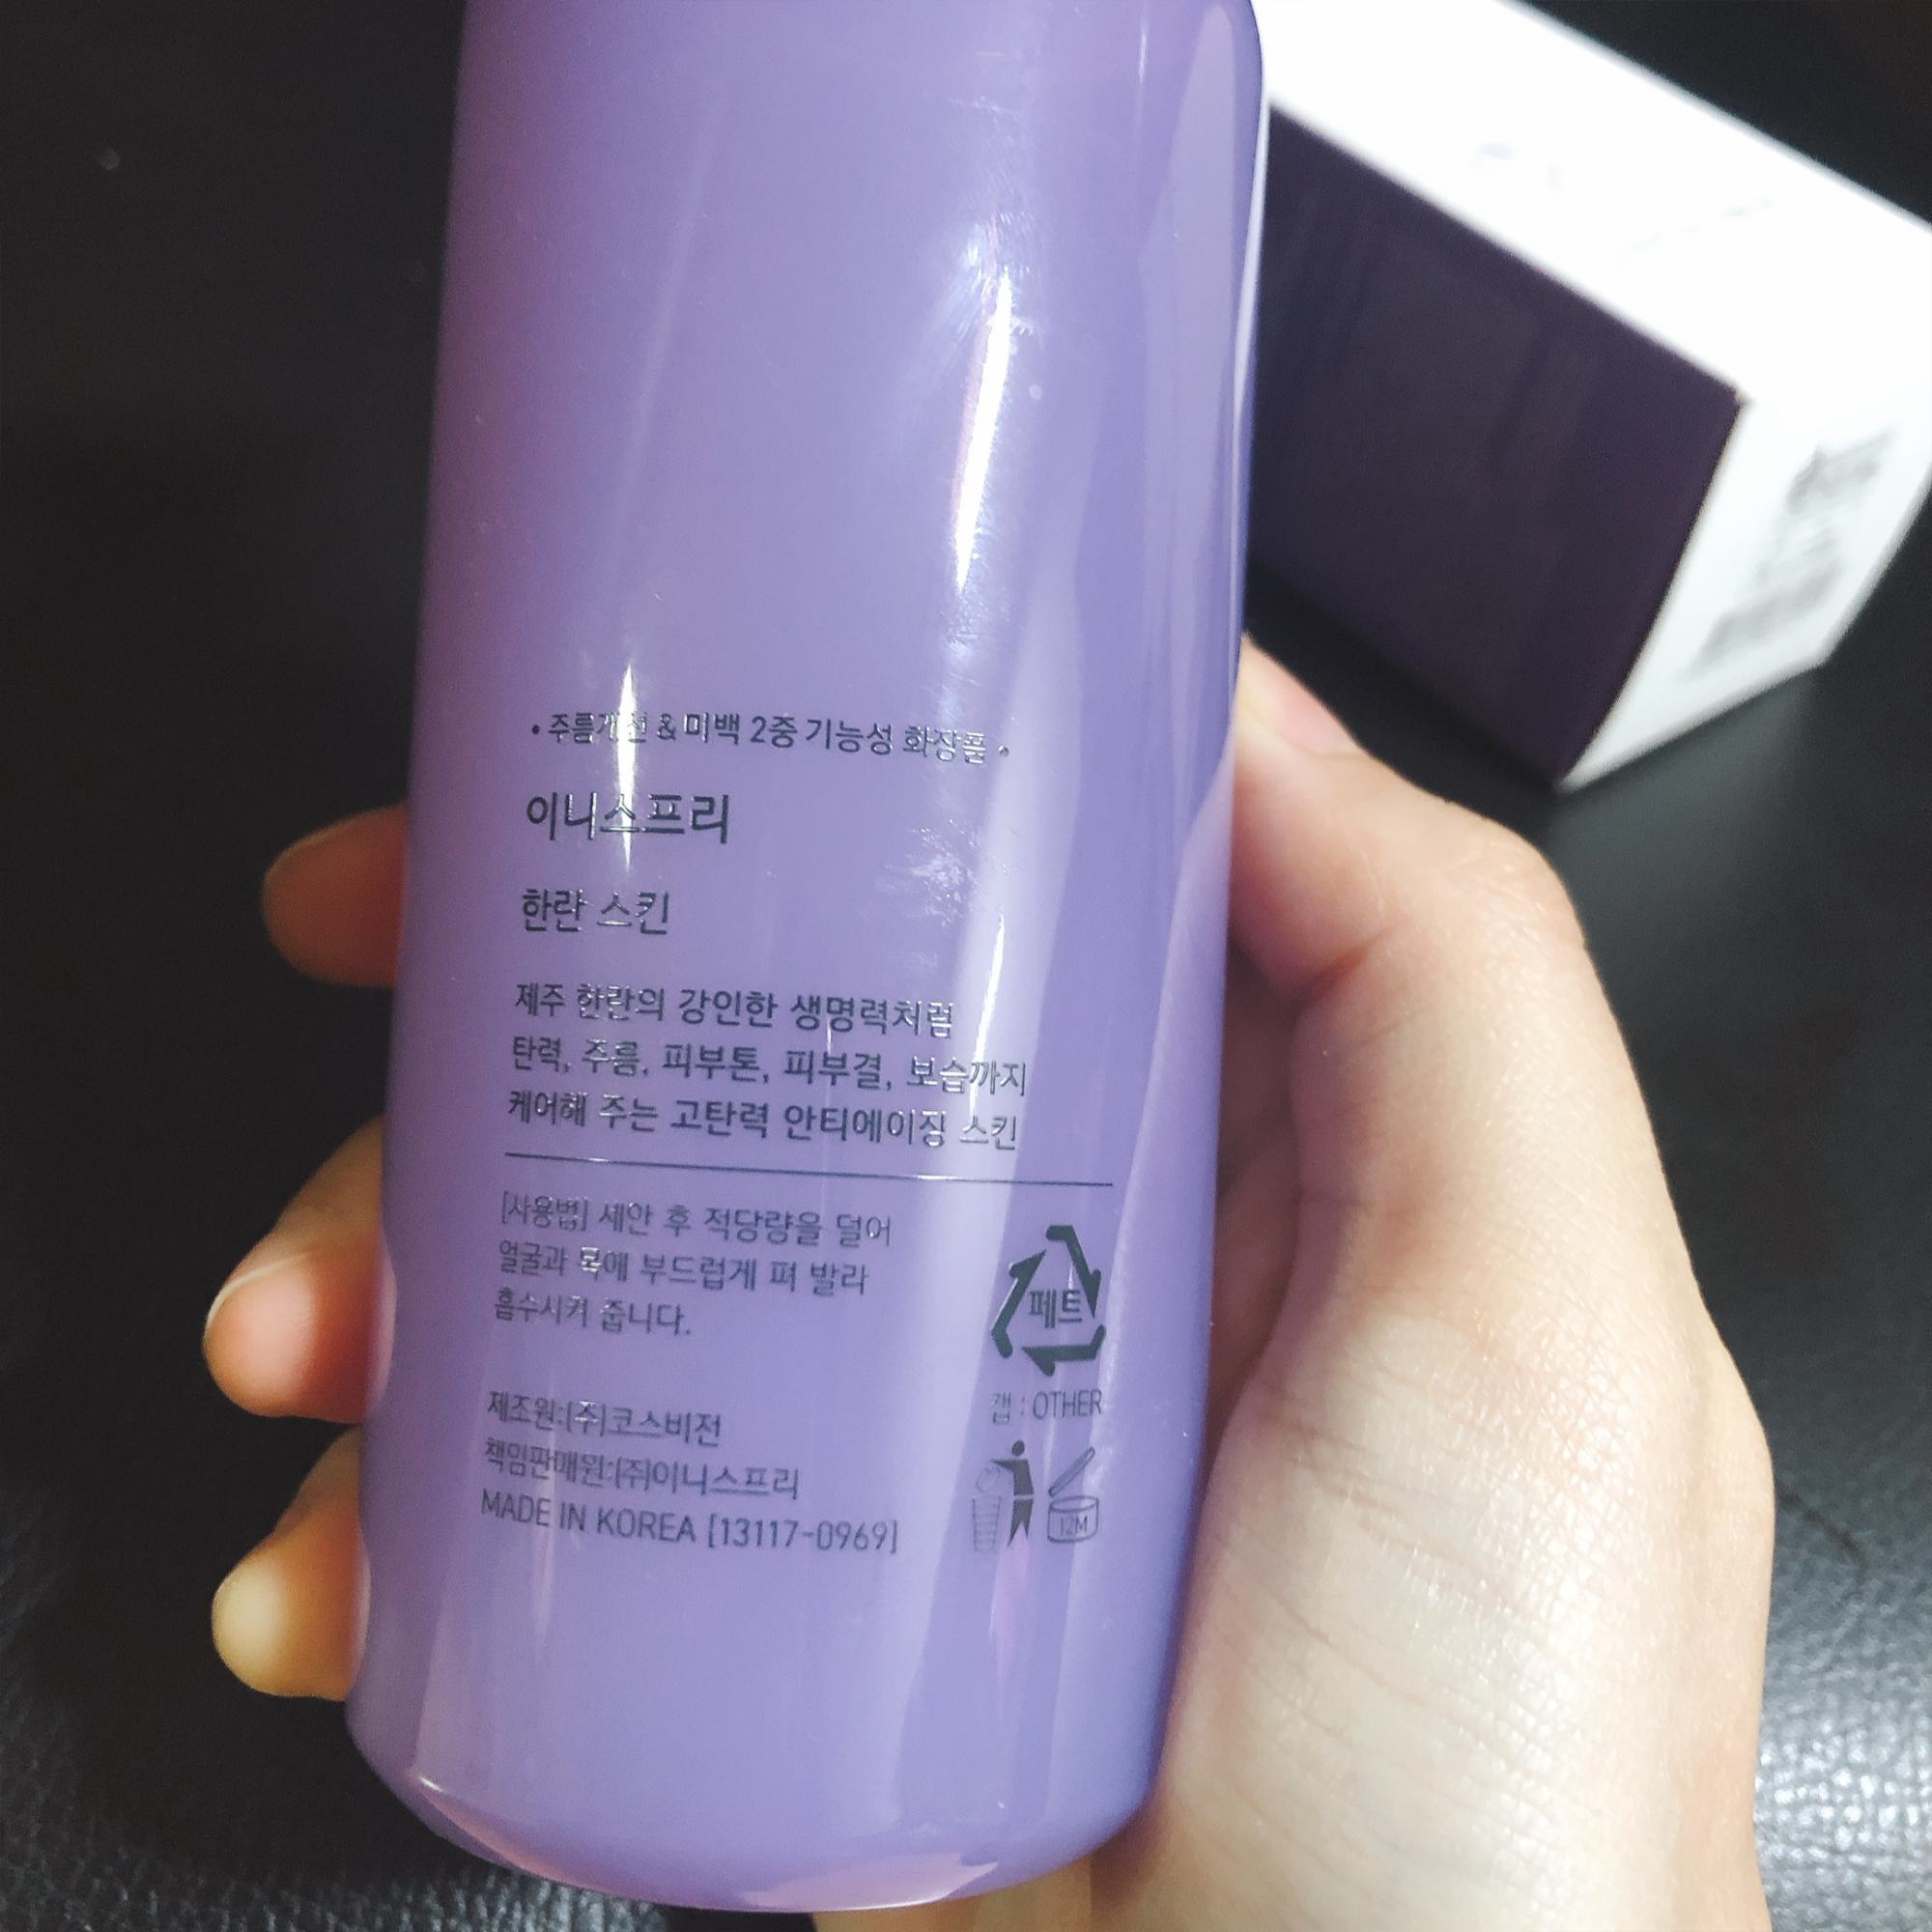 • 주름개선 & 미백 2중 기능성 화장품 •
이니스프리
한란 스킨
제주 한란의 강인한 생명력처럼
탄력, 주름, 피부톤, 피부결, 보습까지
케어해 주는 고탄력 안티에이징 스킨
[사용법] 세안 후 적당량을 덜어
얼굴과 목에 부드럽게 펴 발라
흡수시켜 줍니다.
페트
캡 : OTHER
제조원:(주)코스비전
책임판매원:(주)이니스프리
MADE IN KOREA [13117-0969]
12M